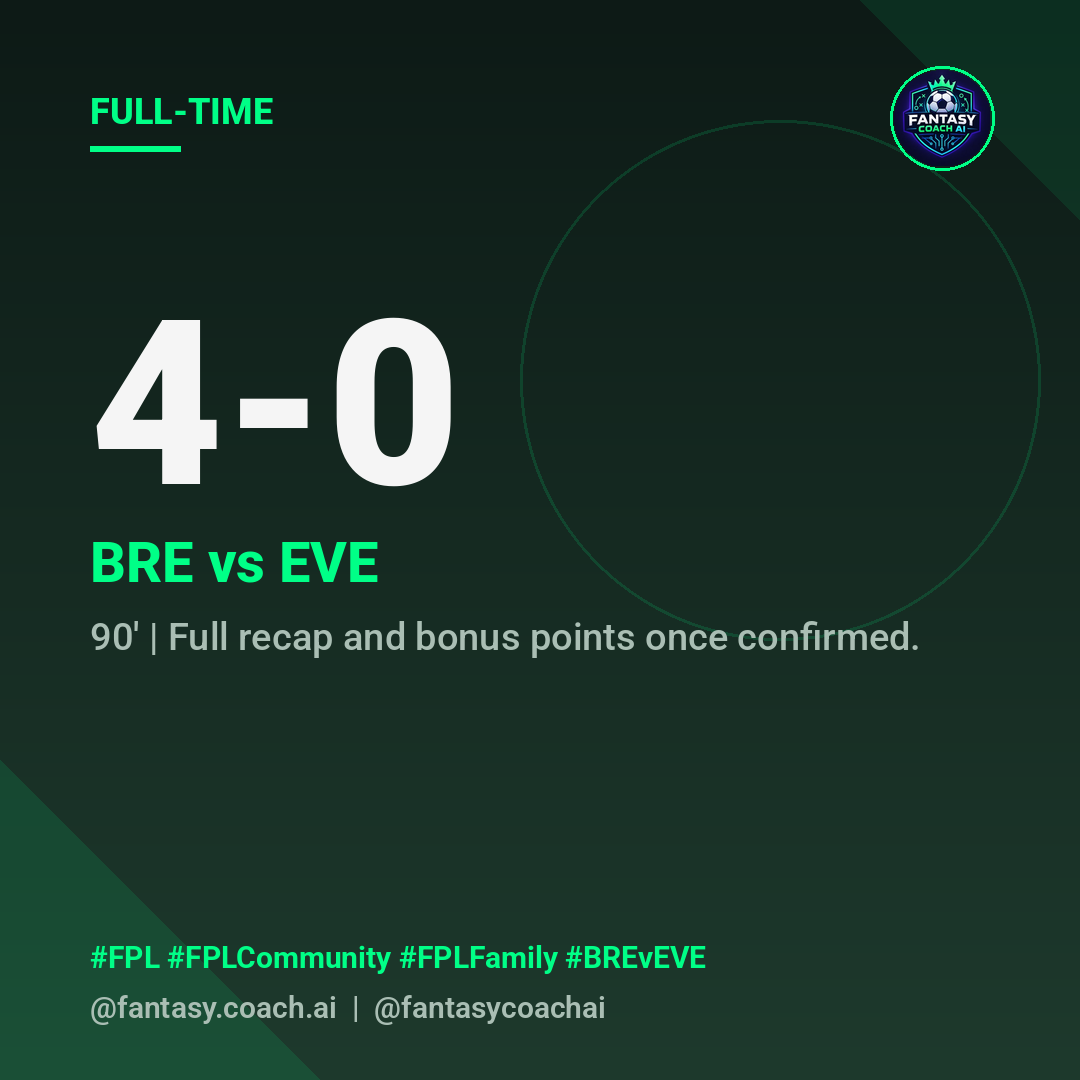 FULL-TIME
FANTASY
COACH AI
4-0
BRE vs EVE
90' | Full recap and bonus points once confirmed.
#FPL #FPLCommunity #FPLFamily #BREvEVE
@fantasy.coach.ai | @fantasycoachai